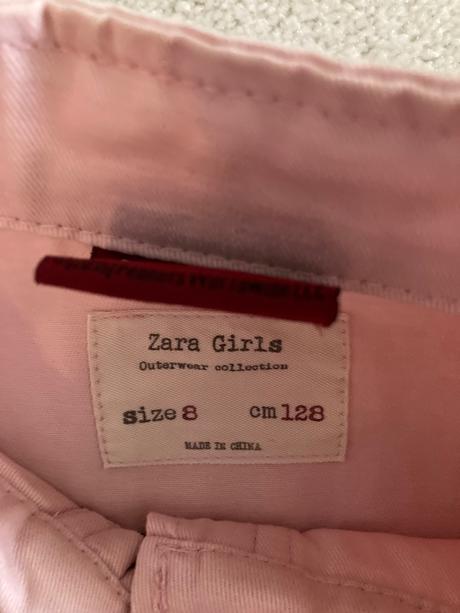 Zara Girls
Outerwear collection
size 8 cm 128
MADE IN CHINA